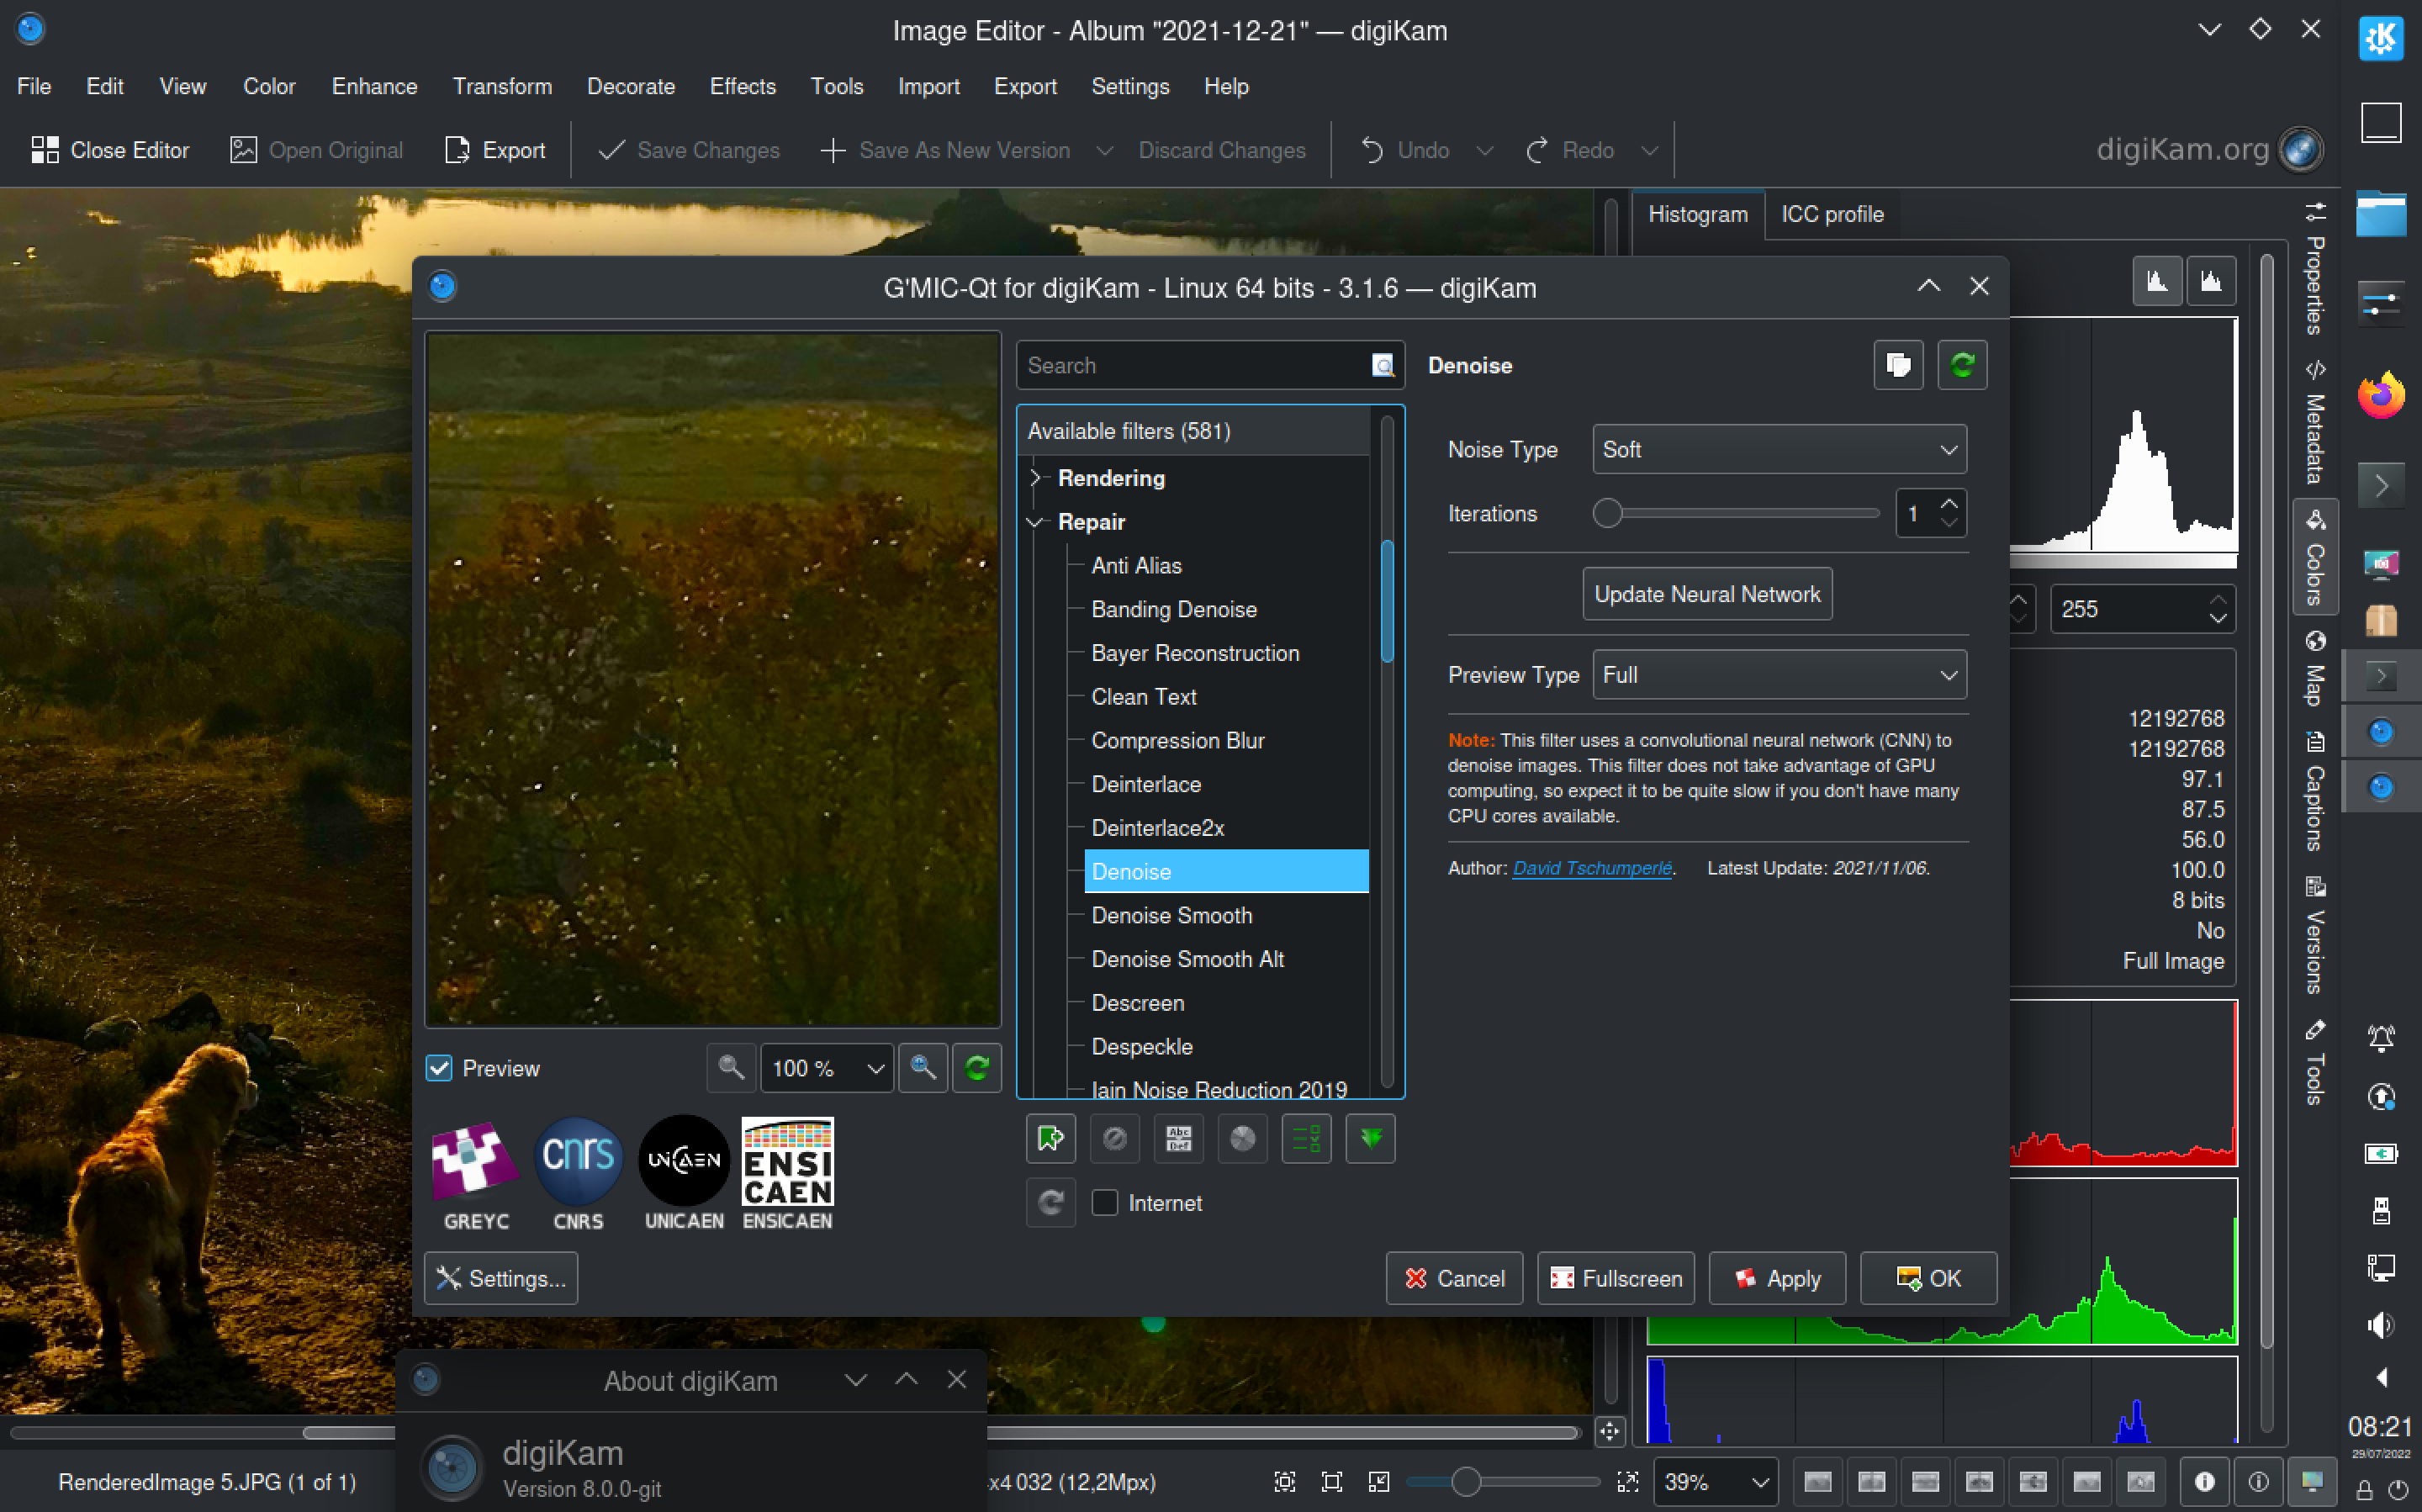 Image Editor - Album "2021-12-21" — digiKam
File Edit View Color Enhance Transform Decorate Effects Tools Import Export Settings Help
Close Editor Open Original Export Save Changes Save As New Version Discard Changes Undo Redo digiKam.org
Histogram ICC profile
Properties
Metadata
Colors
Map
Captions
Versions
Tools
G'MIC-Qt for digiKam - Linux 64 bits - 3.1.6 — digiKam
Search
Available filters (581)
Rendering
Repair
Anti Alias
Banding Denoise
Bayer Reconstruction
Clean Text
Compression Blur
Deinterlace
Deinterlace2x
Denoise
Denoise Smooth
Denoise Smooth Alt
Descreen
Despeckle
Iain Noise Reduction 2019
Abc
Def
Internet
Denoise
Noise Type Soft
Iterations 1
Update Neural Network
Preview Type Full
Note: This filter uses a convolutional neural network (CNN) to
denoise images. This filter does not take advantage of GPU
computing, so expect it to be quite slow if you don't have many
CPU cores available.
Author: David Tschumperlé. Latest Update: 2021/11/06.
255
12192768
12192768
97.1
87.5
56.0
100.0
8 bits
No
Full Image
Preview 100 %
cnrs
UNICAEN
ENSI
CAEN
GREYC CNRS UNICAEN ENSICAEN
Settings... Cancel Fullscreen Apply OK
About digiKam
digiKam
Version 8.0.0-git
RenderedImage 5.JPG (1 of 1)
x4 032 (12,2Mpx)
39%
08:21
29/07/2022